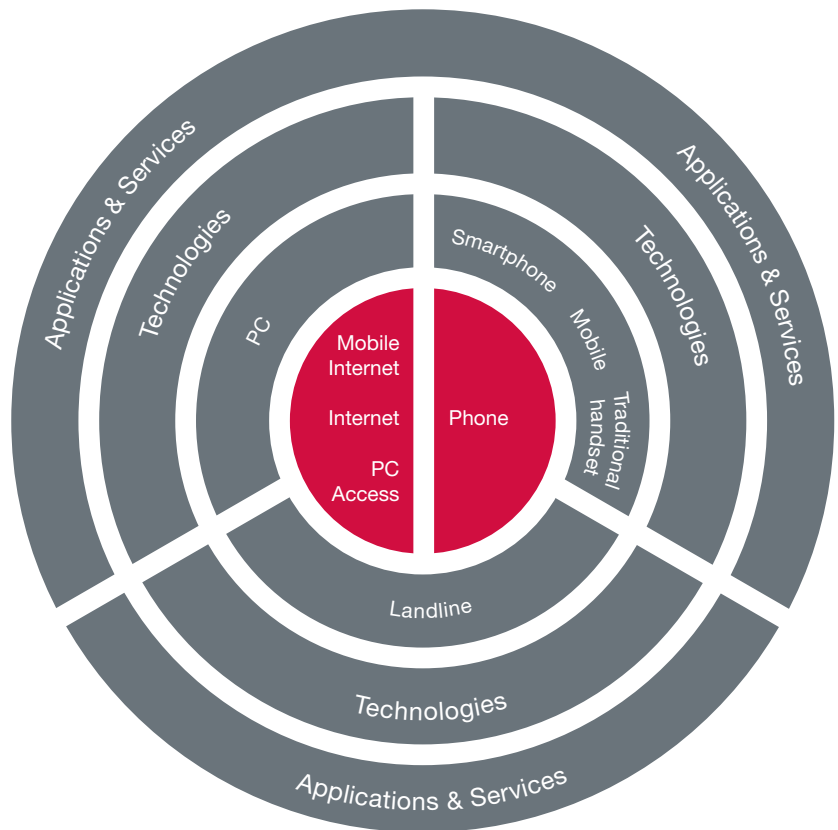 Applications & Services
Applications & Services
Technologies
Technologies
PC
Smartphone
Mobile
Traditional
handset
Mobile
Internet
Internet
PC
Access
Phone
Landline
Technologies
Applications & Services